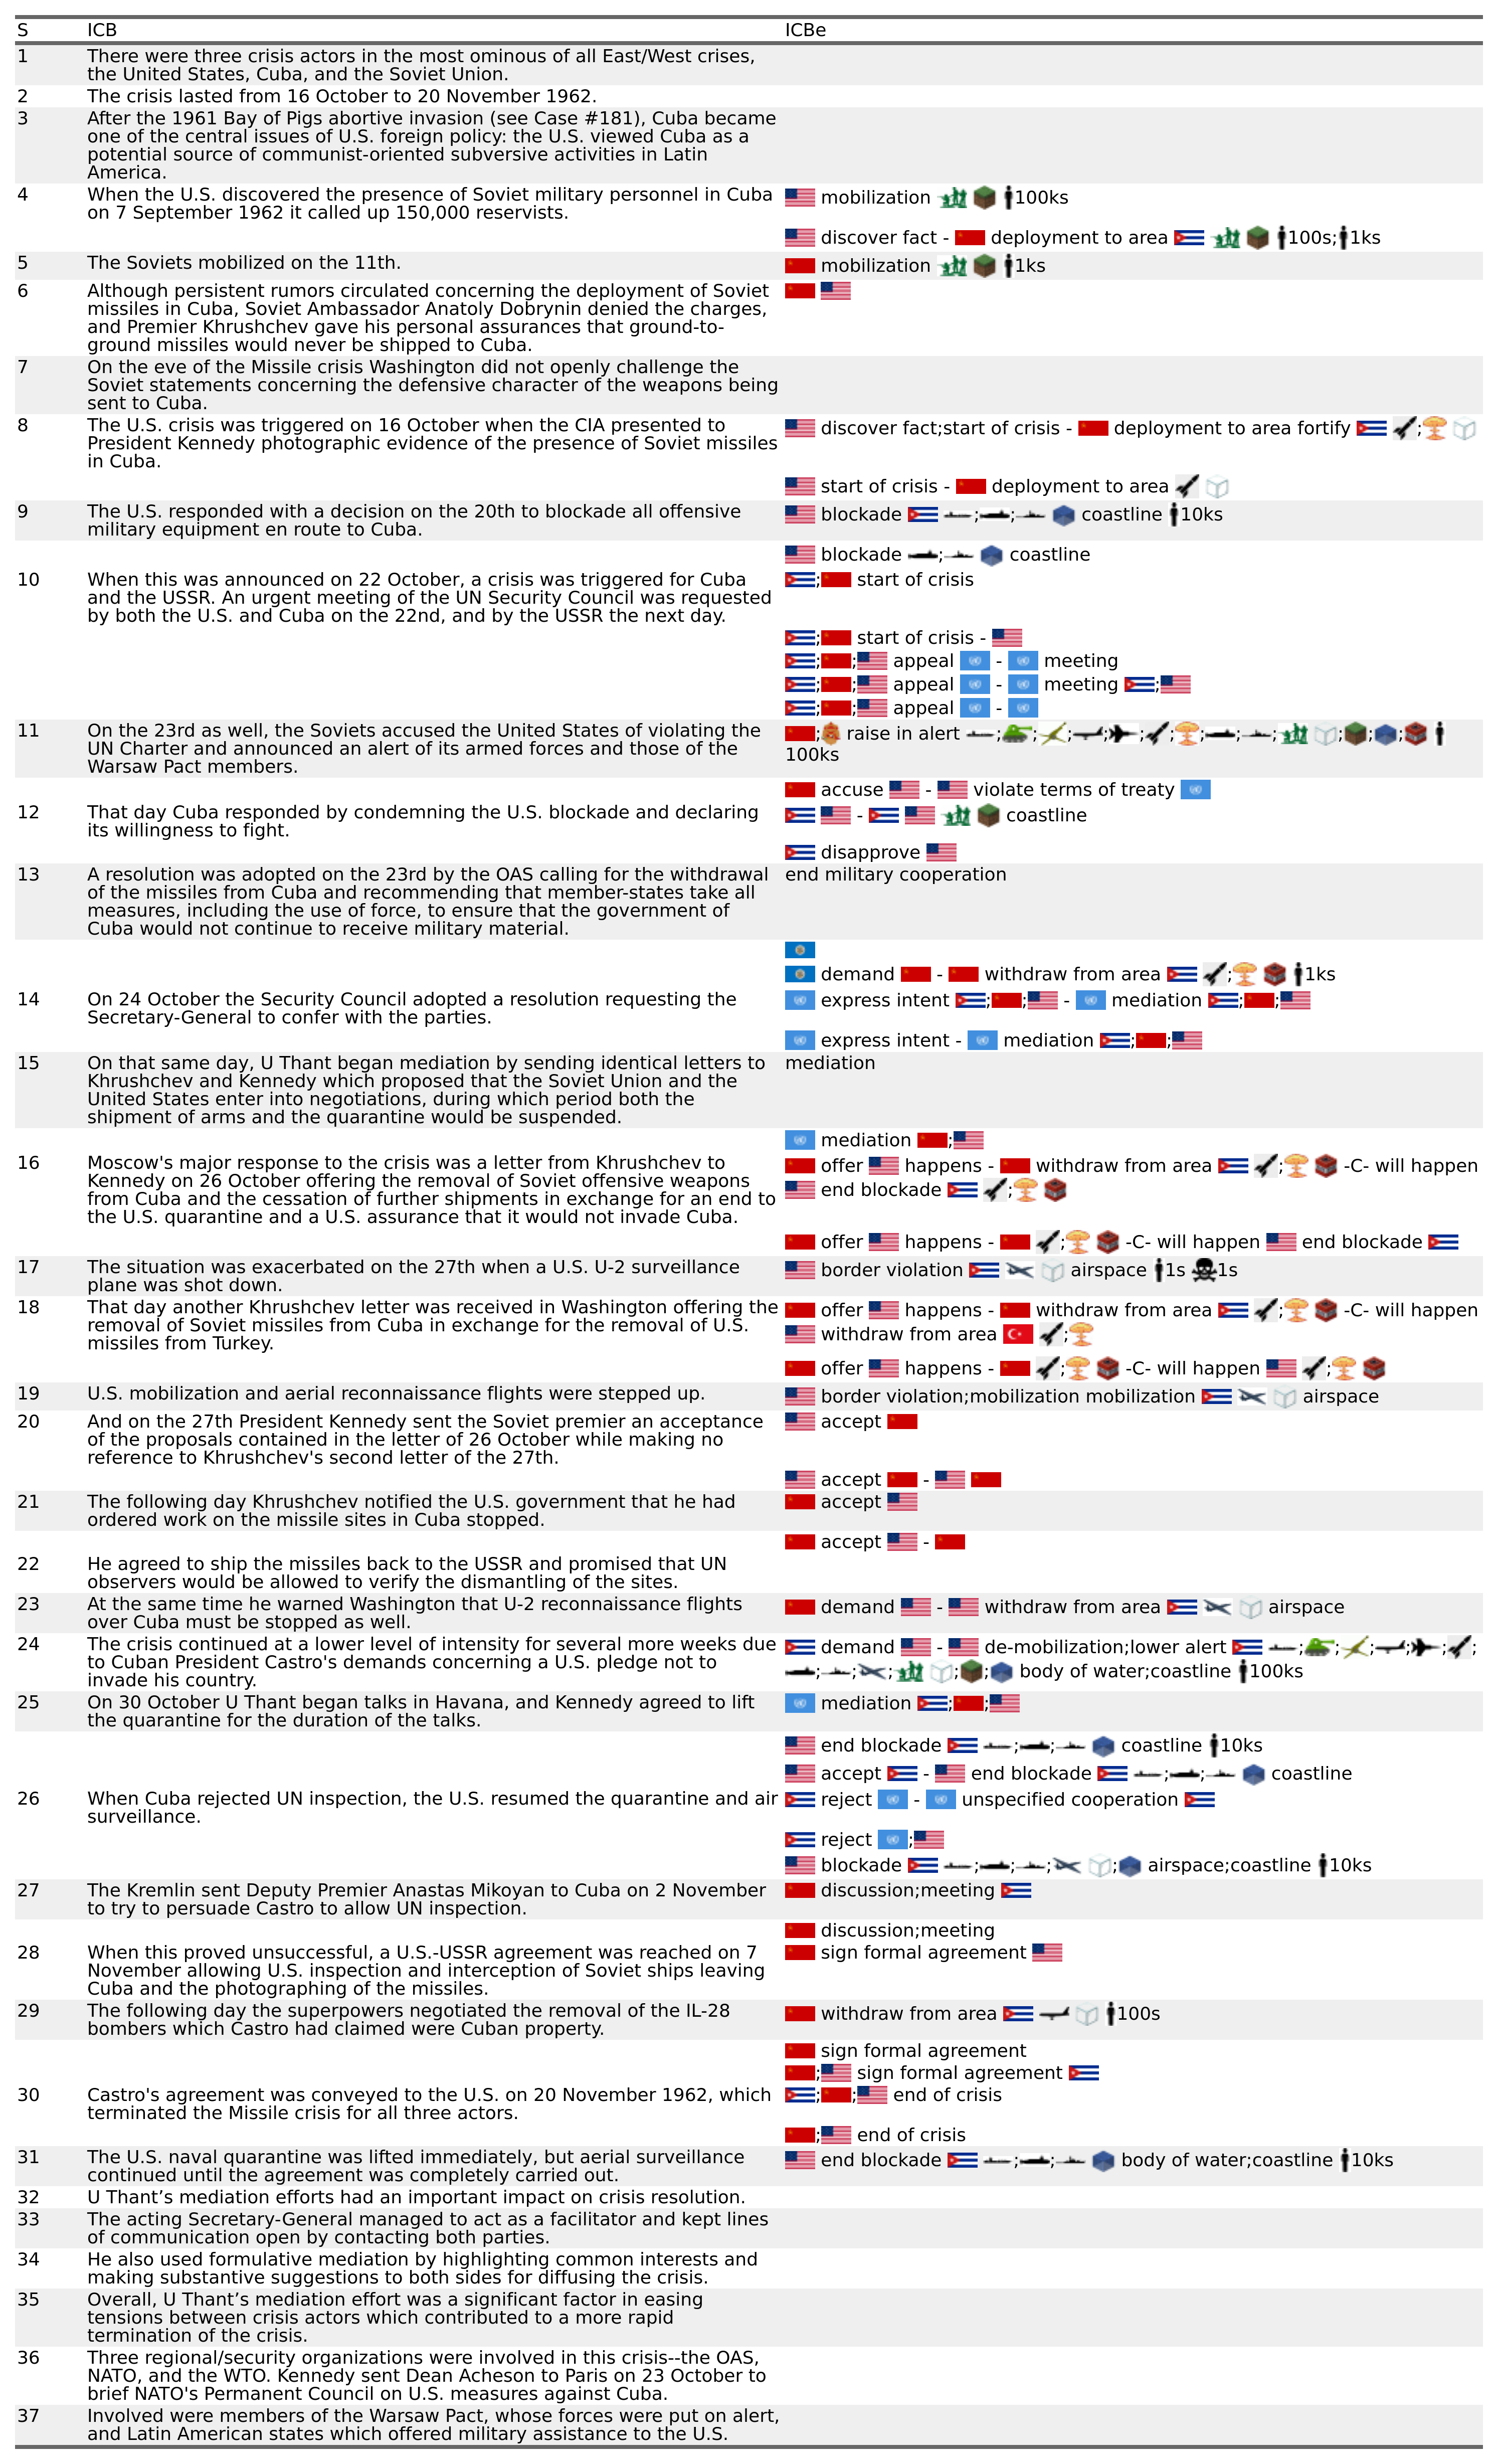 S ICB ICBe
1 There were three crisis actors in the most ominous of all East/West crises,
the United States, Cuba, and the Soviet Union.
2 The crisis lasted from 16 October to 20 November 1962.
3 After the 1961 Bay of Pigs abortive invasion (see Case #181), Cuba became
one of the central issues of U.S. foreign policy: the U.S. viewed Cuba as a
potential source of communist-oriented subversive activities in Latin
America.
4 When the U.S. discovered the presence of Soviet military personnel in Cuba
on 7 September 1962 it called up 150,000 reservists.
mobilization 100ks
discover fact - deployment to area 100s; 1ks
5 The Soviets mobilized on the 11th.
mobilization 1ks
6 Although persistent rumors circulated concerning the deployment of Soviet
missiles in Cuba, Soviet Ambassador Anatoly Dobrynin denied the charges,
and Premier Khrushchev gave his personal assurances that ground-to-
ground missiles would never be shipped to Cuba.
7 On the eve of the Missile crisis Washington did not openly challenge the
Soviet statements concerning the defensive character of the weapons being
sent to Cuba.
8 The U.S. crisis was triggered on 16 October when the CIA presented to
President Kennedy photographic evidence of the presence of Soviet missiles
in Cuba.
discover fact;start of crisis - deployment to area fortify ;
start of crisis - deployment to area
9 The U.S. responded with a decision on the 20th to blockade all offensive
military equipment en route to Cuba.
blockade ; ; coastline 10ks
blockade ; coastline
10 When this was announced on 22 October, a crisis was triggered for Cuba
and the USSR. An urgent meeting of the UN Security Council was requested
by both the U.S. and Cuba on the 22nd, and by the USSR the next day.
; start of crisis
; start of crisis -
; ; appeal - meeting
; ; appeal - meeting ;
; ; appeal -
11 On the 23rd as well, the Soviets accused the United States of violating the
UN Charter and announced an alert of its armed forces and those of the
Warsaw Pact members.
; raise in alert ; ; ; ; ; ; ; ; ; ; ; ; ;
100ks
accuse - violate terms of treaty
12 That day Cuba responded by condemning the U.S. blockade and declaring
its willingness to fight.
- coastline
disapprove
13 A resolution was adopted on the 23rd by the OAS calling for the withdrawal
of the missiles from Cuba and recommending that member-states take all
measures, including the use of force, to ensure that the government of
Cuba would not continue to receive military material.
end military cooperation
demand - withdraw from area ; 1ks
14 On 24 October the Security Council adopted a resolution requesting the
Secretary-General to confer with the parties.
express intent ; ; - mediation ; ;
express intent - mediation ; ;
15 On that same day, U Thant began mediation by sending identical letters to
Khrushchev and Kennedy which proposed that the Soviet Union and the
United States enter into negotiations, during which period both the
shipment of arms and the quarantine would be suspended.
mediation
mediation ;
16 Moscow's major response to the crisis was a letter from Khrushchev to
Kennedy on 26 October offering the removal of Soviet offensive weapons
from Cuba and the cessation of further shipments in exchange for an end to
the U.S. quarantine and a U.S. assurance that it would not invade Cuba.
offer happens - withdraw from area ; -C- will happen
end blockade ;
offer happens - ; -C- will happen end blockade
17 The situation was exacerbated on the 27th when a U.S. U-2 surveillance
plane was shot down.
border violation airspace 1s 1s
18 That day another Khrushchev letter was received in Washington offering the
removal of Soviet missiles from Cuba in exchange for the removal of U.S.
missiles from Turkey.
offer happens - withdraw from area ; -C- will happen
withdraw from area ;
offer happens - ; -C- will happen ;
19 U.S. mobilization and aerial reconnaissance flights were stepped up.
border violation;mobilization mobilization airspace
20 And on the 27th President Kennedy sent the Soviet premier an acceptance
of the proposals contained in the letter of 26 October while making no
reference to Khrushchev's second letter of the 27th.
accept
accept -
21 The following day Khrushchev notified the U.S. government that he had
ordered work on the missile sites in Cuba stopped.
accept
accept -
22 He agreed to ship the missiles back to the USSR and promised that UN
observers would be allowed to verify the dismantling of the sites.
23 At the same time he warned Washington that U-2 reconnaissance flights
over Cuba must be stopped as well.
demand - withdraw from area airspace
24 The crisis continued at a lower level of intensity for several more weeks due
to Cuban President Castro's demands concerning a U.S. pledge not to
invade his country.
demand - de-mobilization;lower alert ; ; ; ; ; ;
; ; ; ; ; ; body of water;coastline 100ks
25 On 30 October U Thant began talks in Havana, and Kennedy agreed to lift
the quarantine for the duration of the talks.
mediation ; ;
end blockade ; ; coastline 10ks
accept - end blockade ; ; coastline
26 When Cuba rejected UN inspection, the U.S. resumed the quarantine and air
surveillance.
reject - unspecified cooperation
reject ;
blockade ; ; ; ; airspace;coastline 10ks
27 The Kremlin sent Deputy Premier Anastas Mikoyan to Cuba on 2 November
to try to persuade Castro to allow UN inspection.
discussion;meeting
discussion;meeting
28 When this proved unsuccessful, a U.S.-USSR agreement was reached on 7
November allowing U.S. inspection and interception of Soviet ships leaving
Cuba and the photographing of the missiles.
sign formal agreement
29 The following day the superpowers negotiated the removal of the IL-28
bombers which Castro had claimed were Cuban property.
withdraw from area 100s
sign formal agreement
; sign formal agreement
30 Castro's agreement was conveyed to the U.S. on 20 November 1962, which
terminated the Missile crisis for all three actors.
; ; end of crisis
; end of crisis
31 The U.S. naval quarantine was lifted immediately, but aerial surveillance
continued until the agreement was completely carried out.
end blockade ; ; body of water;coastline 10ks
32 U Thant’s mediation efforts had an important impact on crisis resolution.
33 The acting Secretary-General managed to act as a facilitator and kept lines
of communication open by contacting both parties.
34 He also used formulative mediation by highlighting common interests and
making substantive suggestions to both sides for diffusing the crisis.
35 Overall, U Thant’s mediation effort was a significant factor in easing
tensions between crisis actors which contributed to a more rapid
termination of the crisis.
36 Three regional/security organizations were involved in this crisis--the OAS,
NATO, and the WTO. Kennedy sent Dean Acheson to Paris on 23 October to
brief NATO's Permanent Council on U.S. measures against Cuba.
37 Involved were members of the Warsaw Pact, whose forces were put on alert,
and Latin American states which offered military assistance to the U.S.